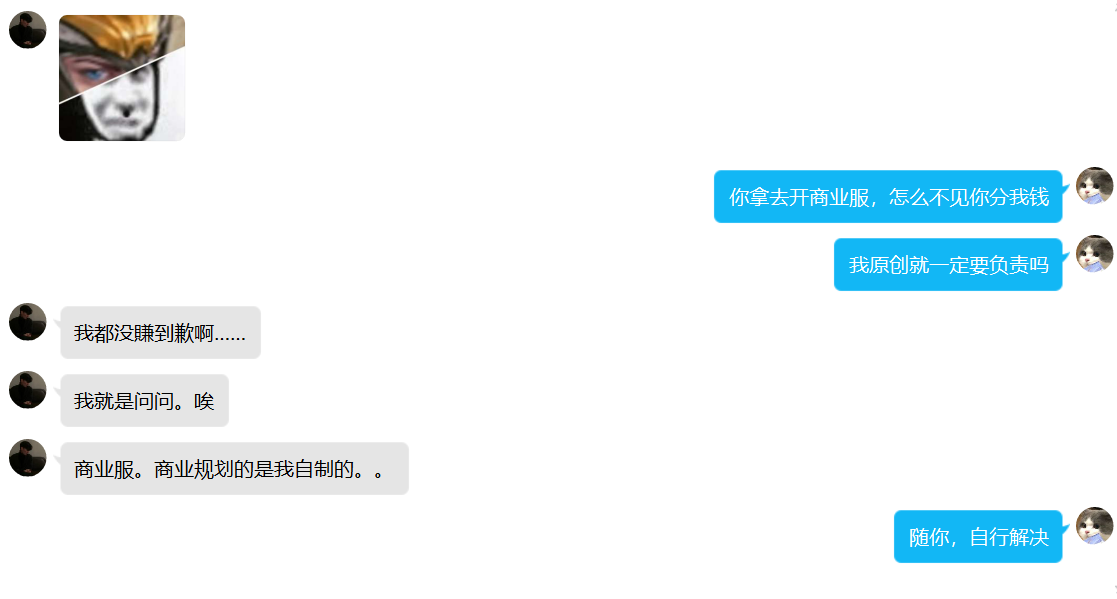 你拿去开商业服，怎么不见你分我钱
我原创就一定要负责吗
我都没賺到歉啊......
我就是问问。唉
商业服。商业规划的是我自制的。。
随你，自行解决